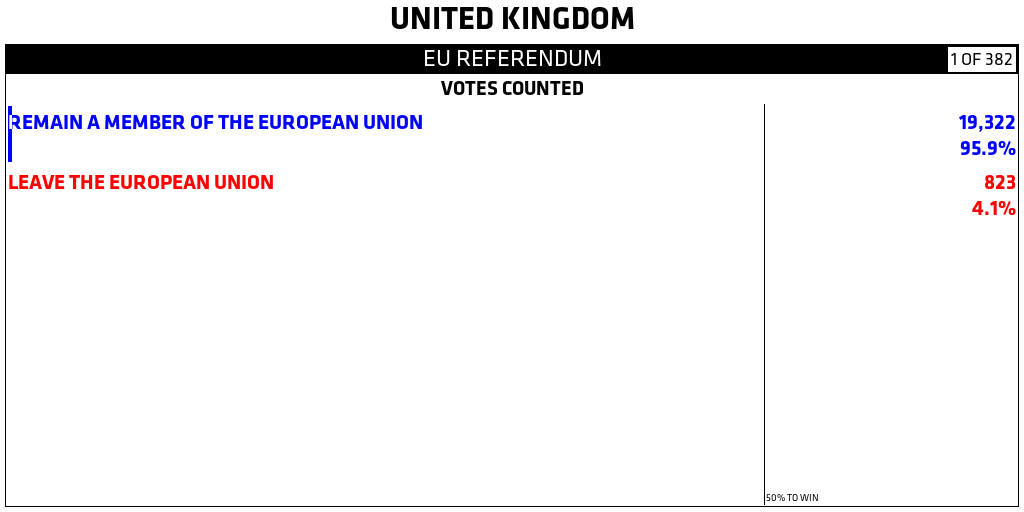 UNITED KINGDOM
EU REFERENDUM
1 OF 382
VOTES COUNTED
REMAIN A MEMBER OF THE EUROPEAN UNION
19,322
95.9%
LEAVE THE EUROPEAN UNION
823
4.1%
50% TO WIN